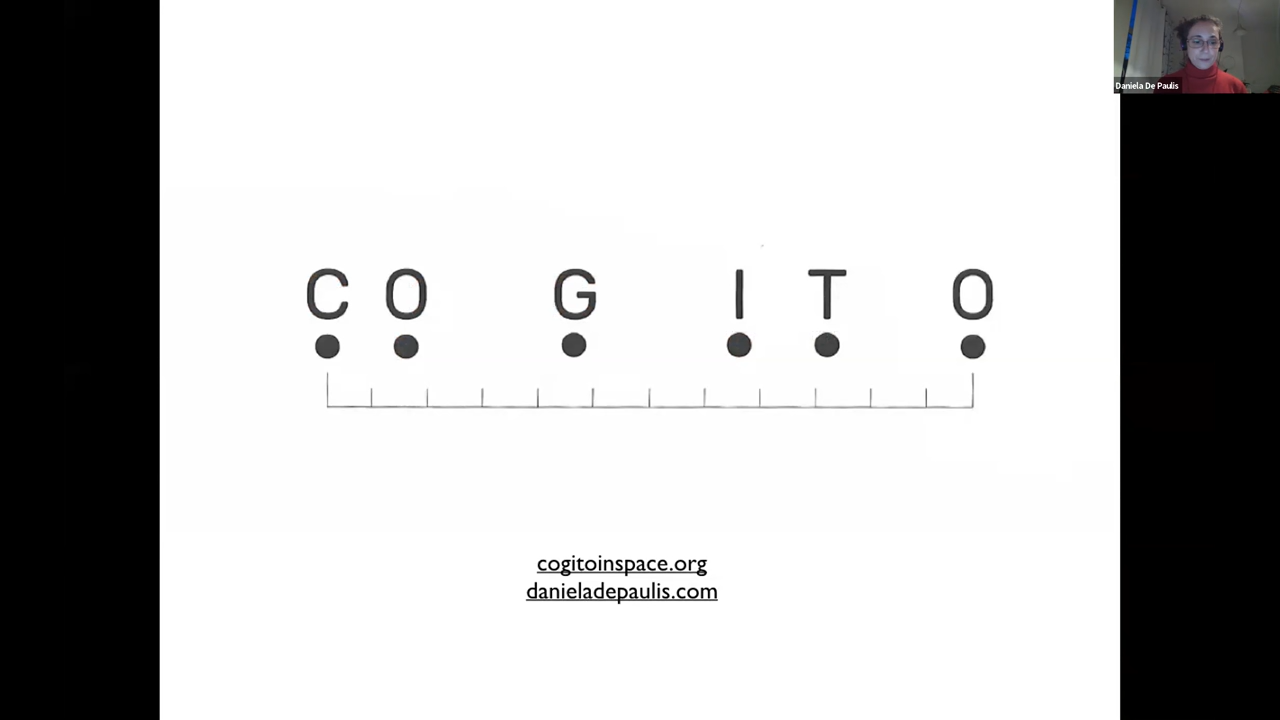 Daniela De Paulis
C O G I T O
cogitoinspace.org
danieladepaulis.com